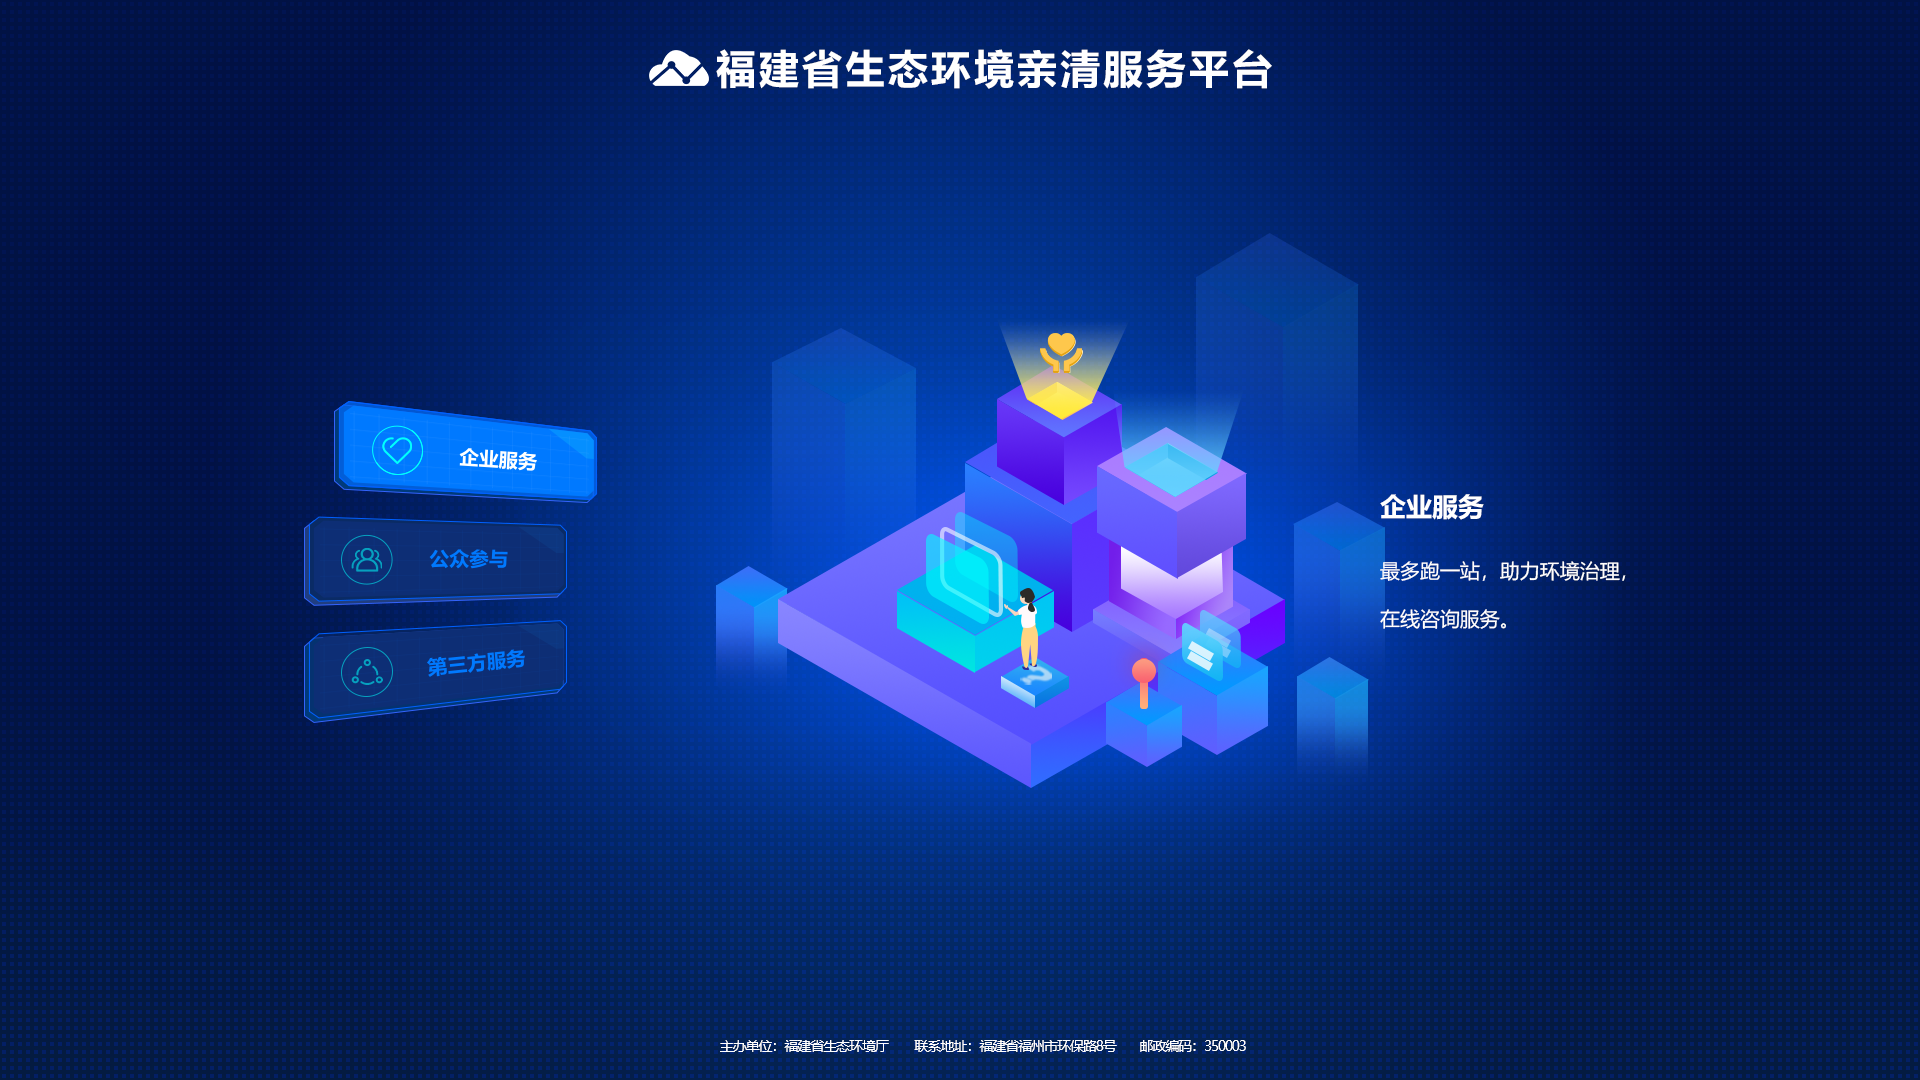 福建省生态环境亲清服务平台
企业服务
公众参与
第三方服务
企业服务
最多跑一站，助力环境治理，
在线咨询服务。
主办单位：福建省生态环境厅 联系地址：福建省福州市环保路8号 邮政编码：350003